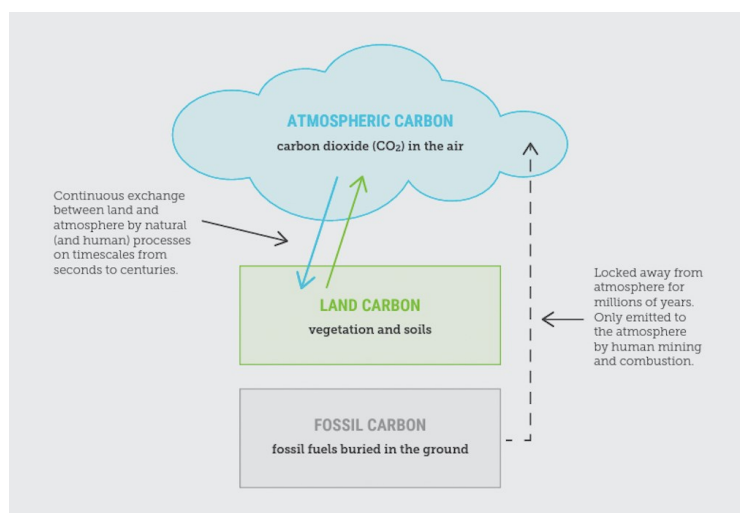 ATMOSPHERIC CARBON
carbon dioxide (CO₂) in the air
Continuous exchange
between land and
atmosphere by natural
(and human) processes
on timescales from
seconds to centuries.
LAND CARBON
vegetation and soils
Locked away from
atmosphere for
millions of years.
Only emitted to
the atmosphere
by human mining
and combustion.
FOSSIL CARBON
fossil fuels buried in the ground